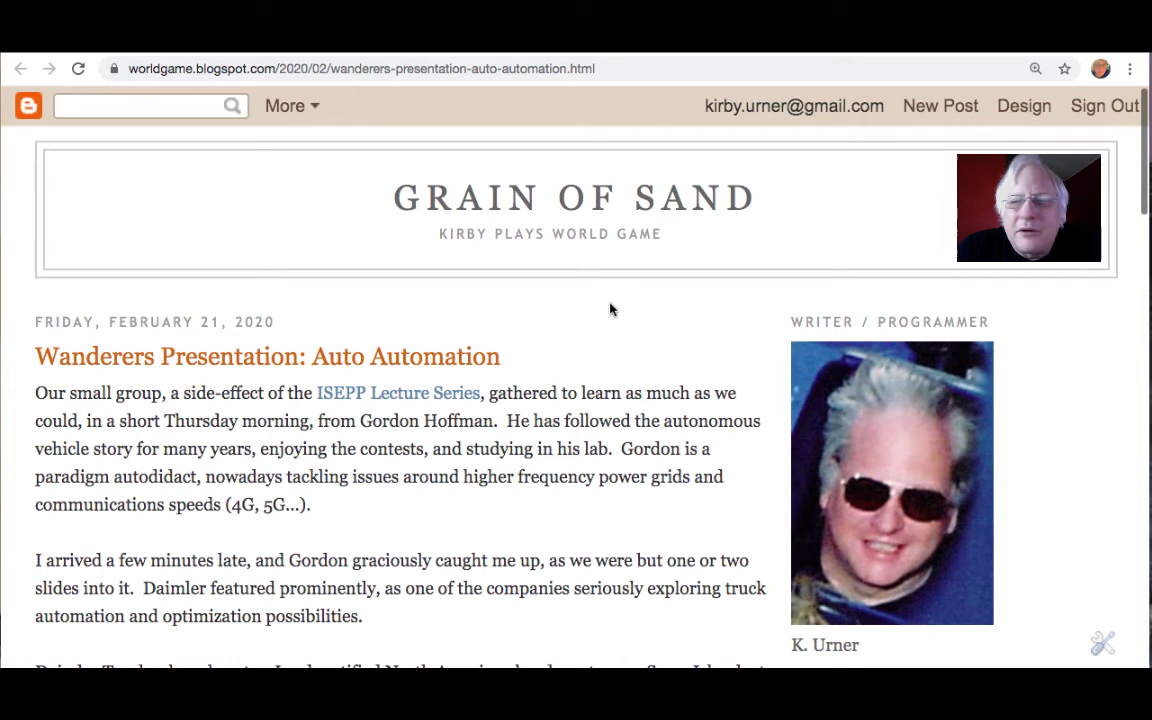 worldgame.blogspot.com/2020/02/wanderers-presentation-auto-automation.html
More
kirby.urner@gmail.com New Post Design Sign Out
GRAIN OF SAND
KIRBY PLAYS WORLD GAME
FRIDAY, FEBRUARY 21, 2020
Wanderers Presentation: Auto Automation
Our small group, a side-effect of the ISEPP Lecture Series, gathered to learn as much as we
could, in a short Thursday morning, from Gordon Hoffman. He has followed the autonomous
vehicle story for many years, enjoying the contests, and studying in his lab. Gordon is a
paradigm autodidact, nowadays tackling issues around higher frequency power grids and
communications speeds (4G, 5G...).
I arrived a few minutes late, and Gordon graciously caught me up, as we were but one or two
slides into it. Daimler featured prominently, as one of the companies seriously exploring truck
automation and optimization possibilities.
WRITER / PROGRAMMER
K. Urner